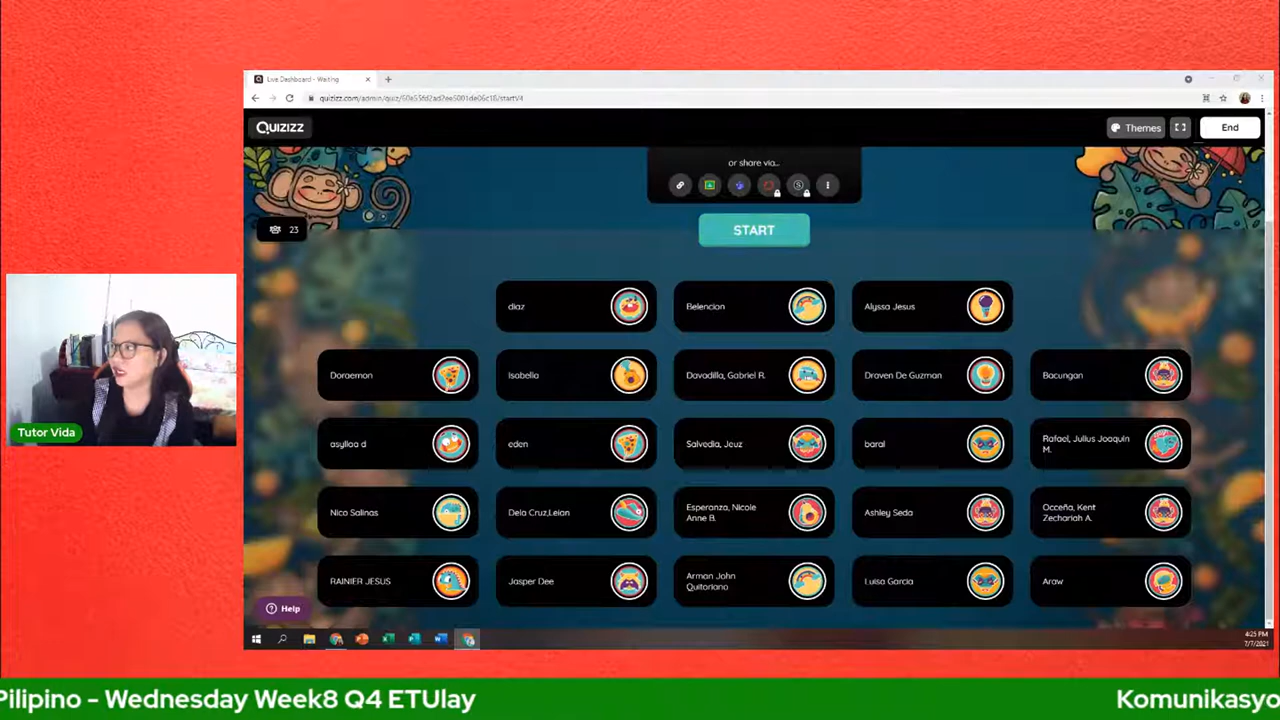 Live Dashboard - Waiting
quizizz.com/admin/quiz/60e55fd2ad2ee5001de06c18/startV4
QUIZIZZ
Themes
End
or share via...
START
23
diaz
Belencion
Alyssa Jesus
Doraemon
Isabella
Davadilla, Gabriel R.
Draven De Guzman
Bacungan
asyllaa d
eden
Salvedia, Jeuz
baral
Rafael, Julius Joaquin
M.
Nico Salinas
Dela Cruz,Leian
Esperanza, Nicole
Anne B.
Ashley Seda
Occeña, Kent
Zechariah A.
RAINIER JESUS
Jasper Dee
Arman John
Quitoriano
Luisa Garcia
Araw
Help
4:25 PM
7/7/2021
Tutor Vida
Pilipino - Wednesday Week8 Q4 ETUlay
Komunikasyo